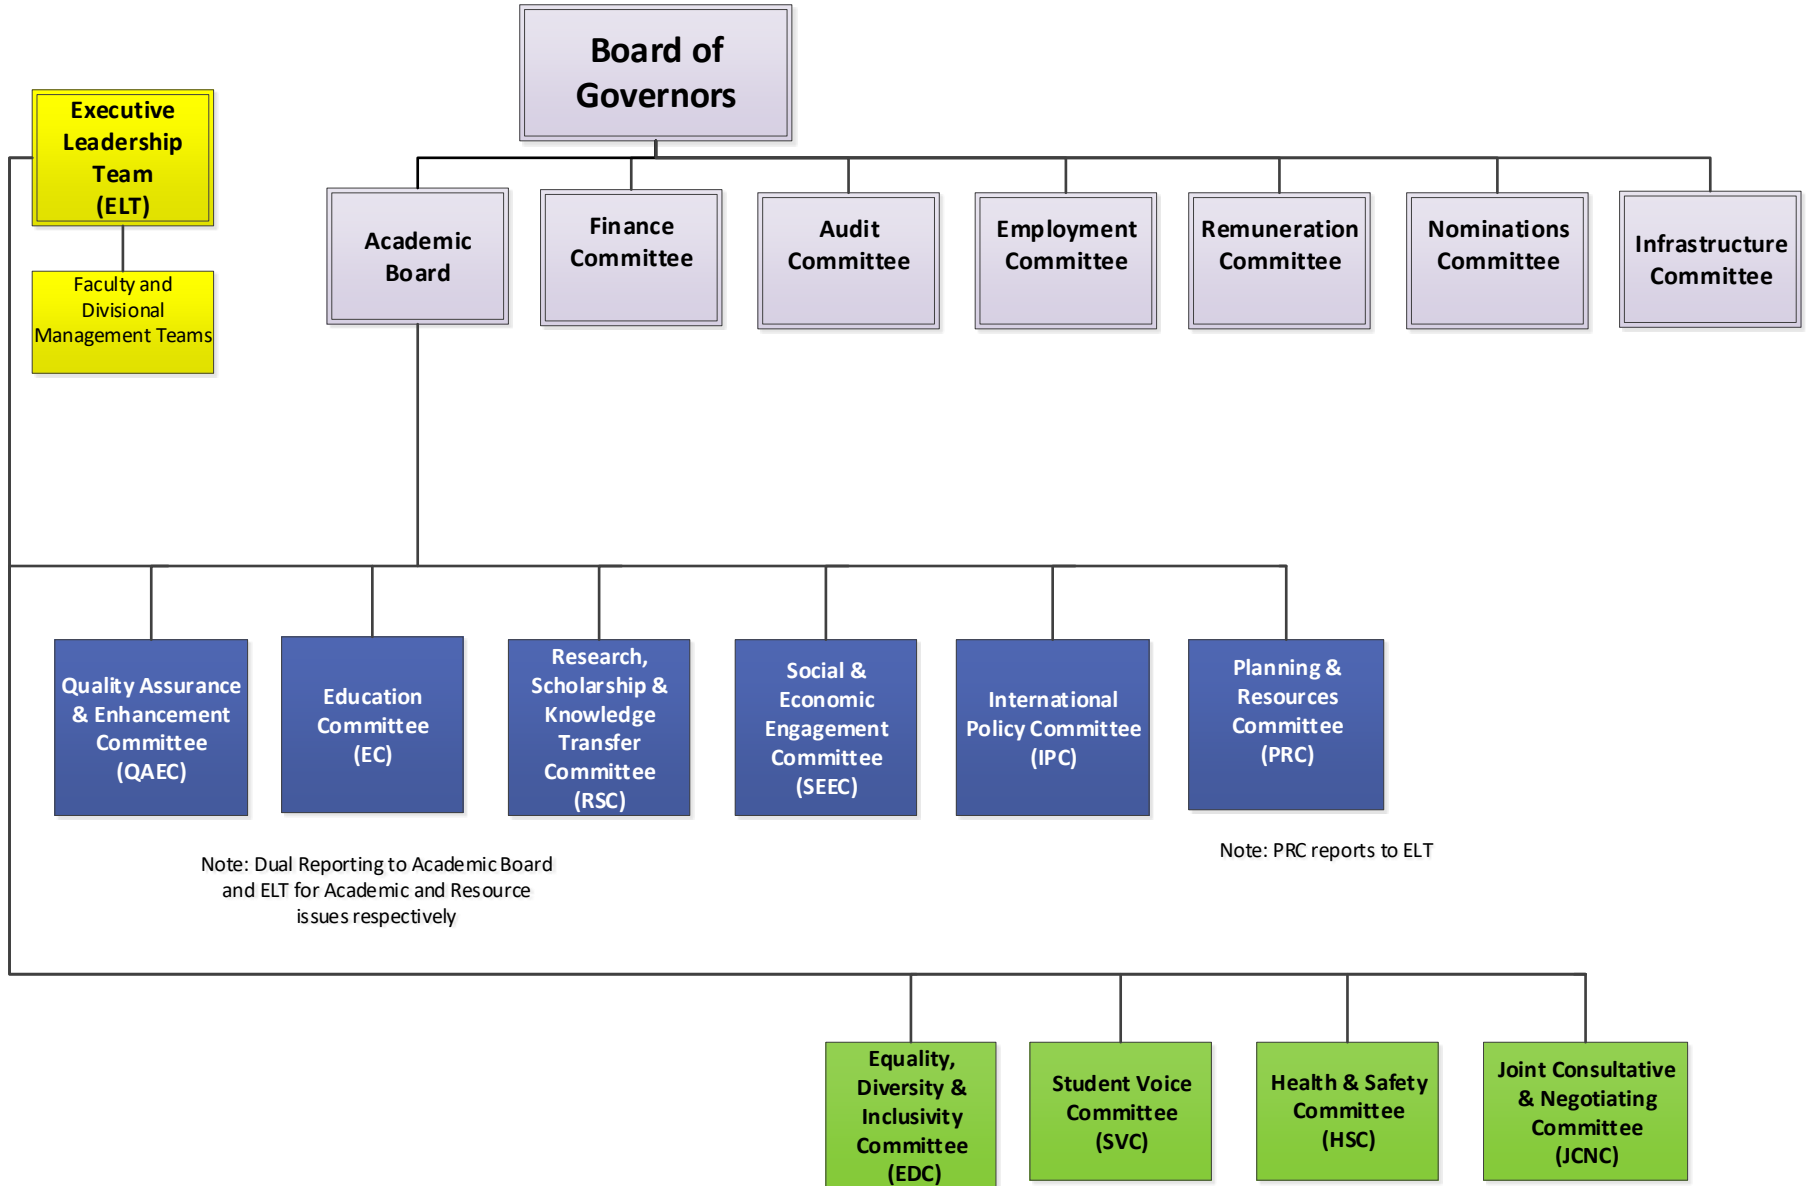 Board of
Governors
Executive
Leadership
Team
(ELT)
Faculty and
Divisional
Management Teams
Academic
Board
Finance
Committee
Audit
Committee
Employment
Committee
Remuneration
Committee
Nominations
Committee
Infrastructure
Committee
Quality Assurance
& Enhancement
Committee
(QAEC)
Education
Committee
(EC)
Research,
Scholarship &
Knowledge
Transfer
Committee
(RSC)
Social &
Economic
Engagement
Committee
(SEEC)
International
Policy Committee
(IPC)
Planning &
Resources
Committee
(PRC)
Note: Dual Reporting to Academic Board
and ELT for Academic and Resource
issues respectively
Note: PRC reports to ELT
Equality,
Diversity &
Inclusivity
Committee
(EDC)
Student Voice
Committee
(SVC)
Health & Safety
Committee
(HSC)
Joint Consultative
& Negotiating
Committee
(JCNC)